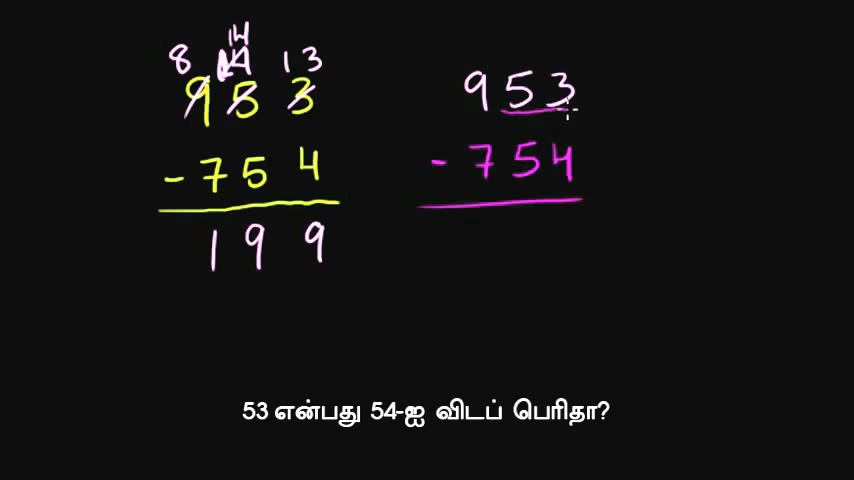 8 14 13
953
- 754
199
953
- 754
53 என்பது 54-ஐ விடப் பெரிதா?